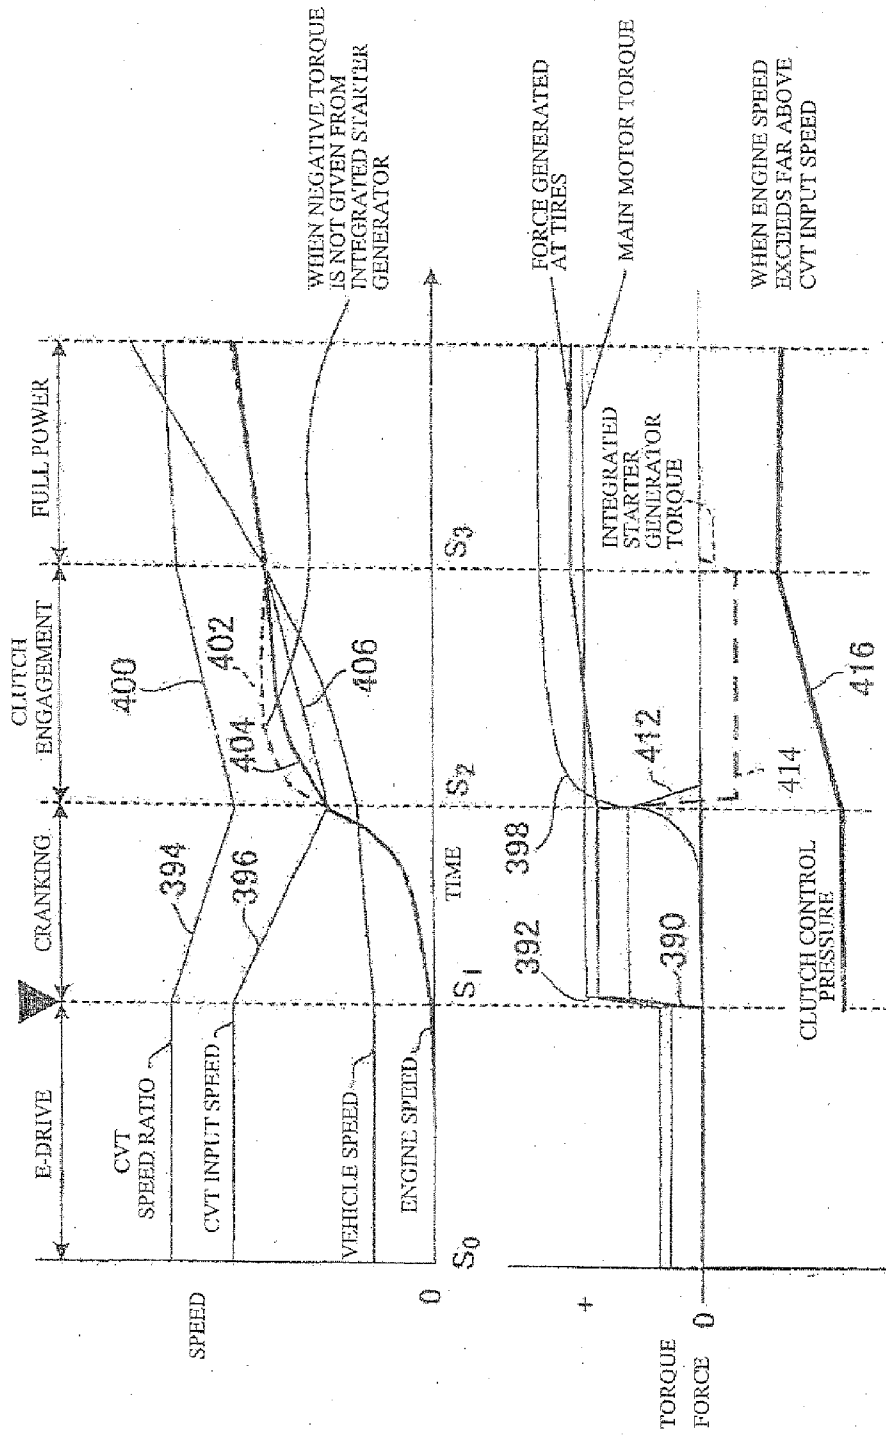 E-DRIVE
CRANKING
CLUTCH
ENGAGEMENT
FULL POWER
SPEED
CVT
SPEED RATIO
CVT INPUT SPEED
VEHICLE SPEED
ENGINE SPEED
394
396
400
402
404
406
WHEN NEGATIVE TORQUE
IS NOT GIVEN FROM
INTEGRATED STARTER
GENERATOR
0
S0
S1
TIME
S2
S3
TORQUE
FORCE
+
0
392
390
398
412
414
INTEGRATED
STARTER
GENERATOR
TORQUE
FORCE GENERATED
AT TIRES
MAIN MOTOR TORQUE
CLUTCH CONTROL
PRESSURE
416
WHEN ENGINE SPEED
EXCEEDS FAR ABOVE
CVT INPUT SPEED